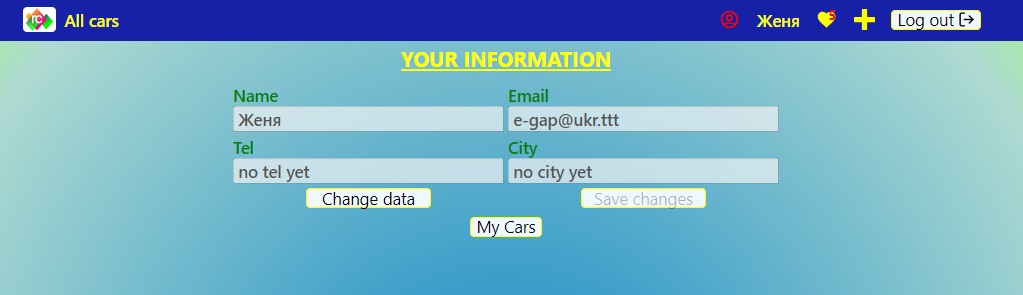 rc All cars Женя 5 Log out
YOUR INFORMATION
Name Email
Женя e-gap@ukr.ttt
Tel City
no tel yet no city yet
Change data Save changes
My Cars